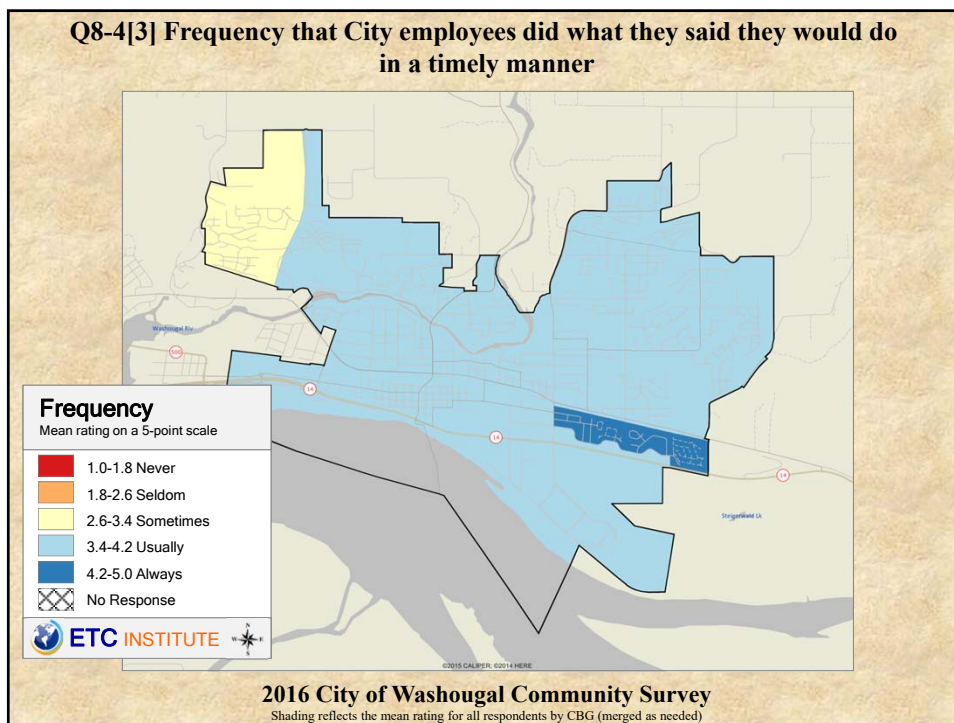 Q8-4[3] Frequency that City employees did what they said they would do
in a timely manner
Washougal Riv
500
14
14
14
Steigerwald Lk
Frequency
Mean rating on a 5-point scale
1.0-1.8 Never
1.8-2.6 Seldom
2.6-3.4 Sometimes
3.4-4.2 Usually
4.2-5.0 Always
No Response
ETC INSTITUTE
N
W E
S
©2015 CALIPER; ©2014 HERE
2016 City of Washougal Community Survey
Shading reflects the mean rating for all respondents by CBG (merged as needed)